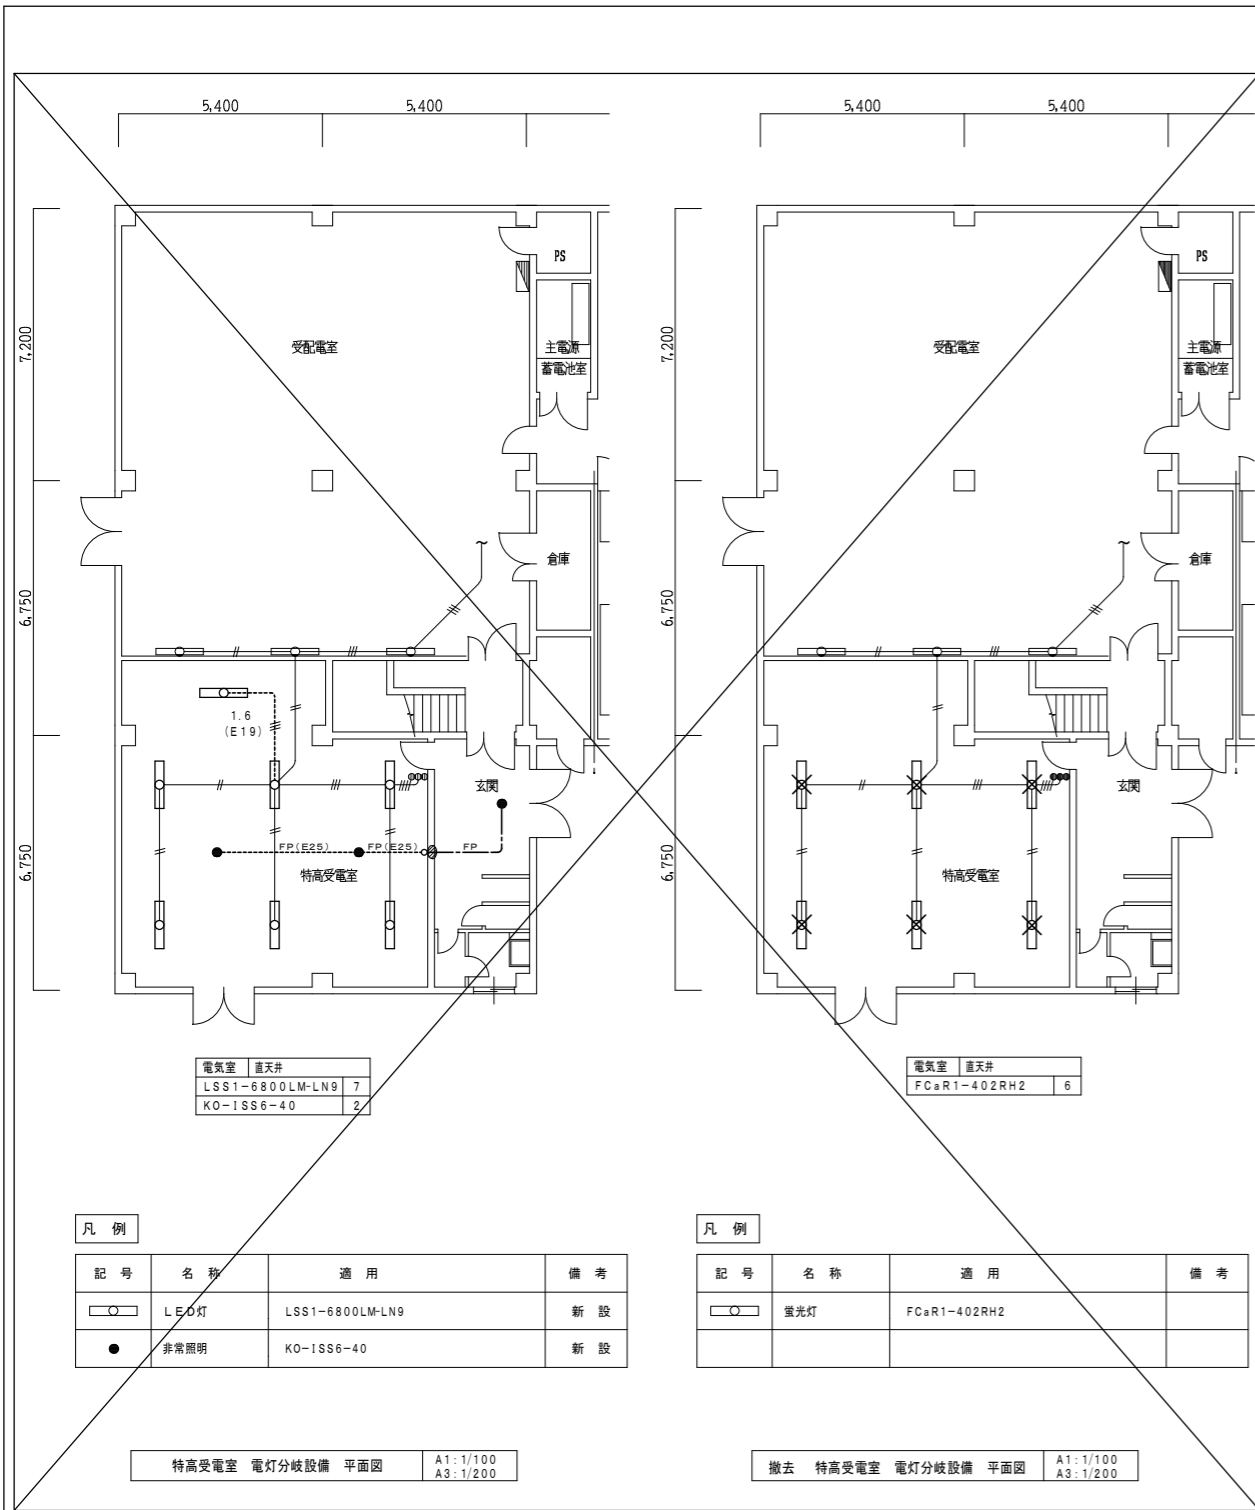 5,400 5,400
7,200
6,750
6,750
PS
受配電室
主電源
蓄電池室
倉庫
1.6
(E19)
玄関
FP(E25) FP(E25) FP
特高受電室
電気室 直天井
LSS1-6800LM-LN9 7
KO-ISS6-40 2
凡 例
記 号 名 称 適 用 備 考
LED灯 LSS1-6800LM-LN9 新 設
非常照明 KO-ISS6-40 新 設
特高受電室 電灯分岐設備 平面図 A1:1/100
A3:1/200
5,400 5,400
7,200
6,750
6,750
PS
受配電室
主電源
蓄電池室
倉庫
玄関
特高受電室
電気室 直天井
FCaR1-402RH2 6
凡 例
記 号 名 称 適 用 備 考
蛍光灯 FCaR1-402RH2
撤去 特高受電室 電灯分岐設備 平面図 A1:1/100
A3:1/200